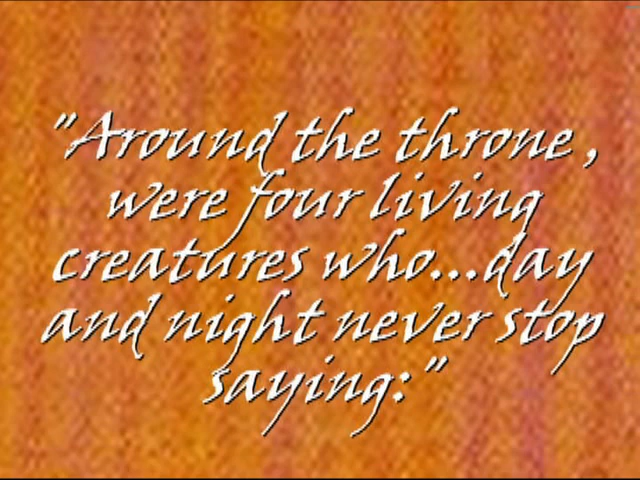 "Around the throne ,
were four living
creatures who...day
and night never stop
saying:"